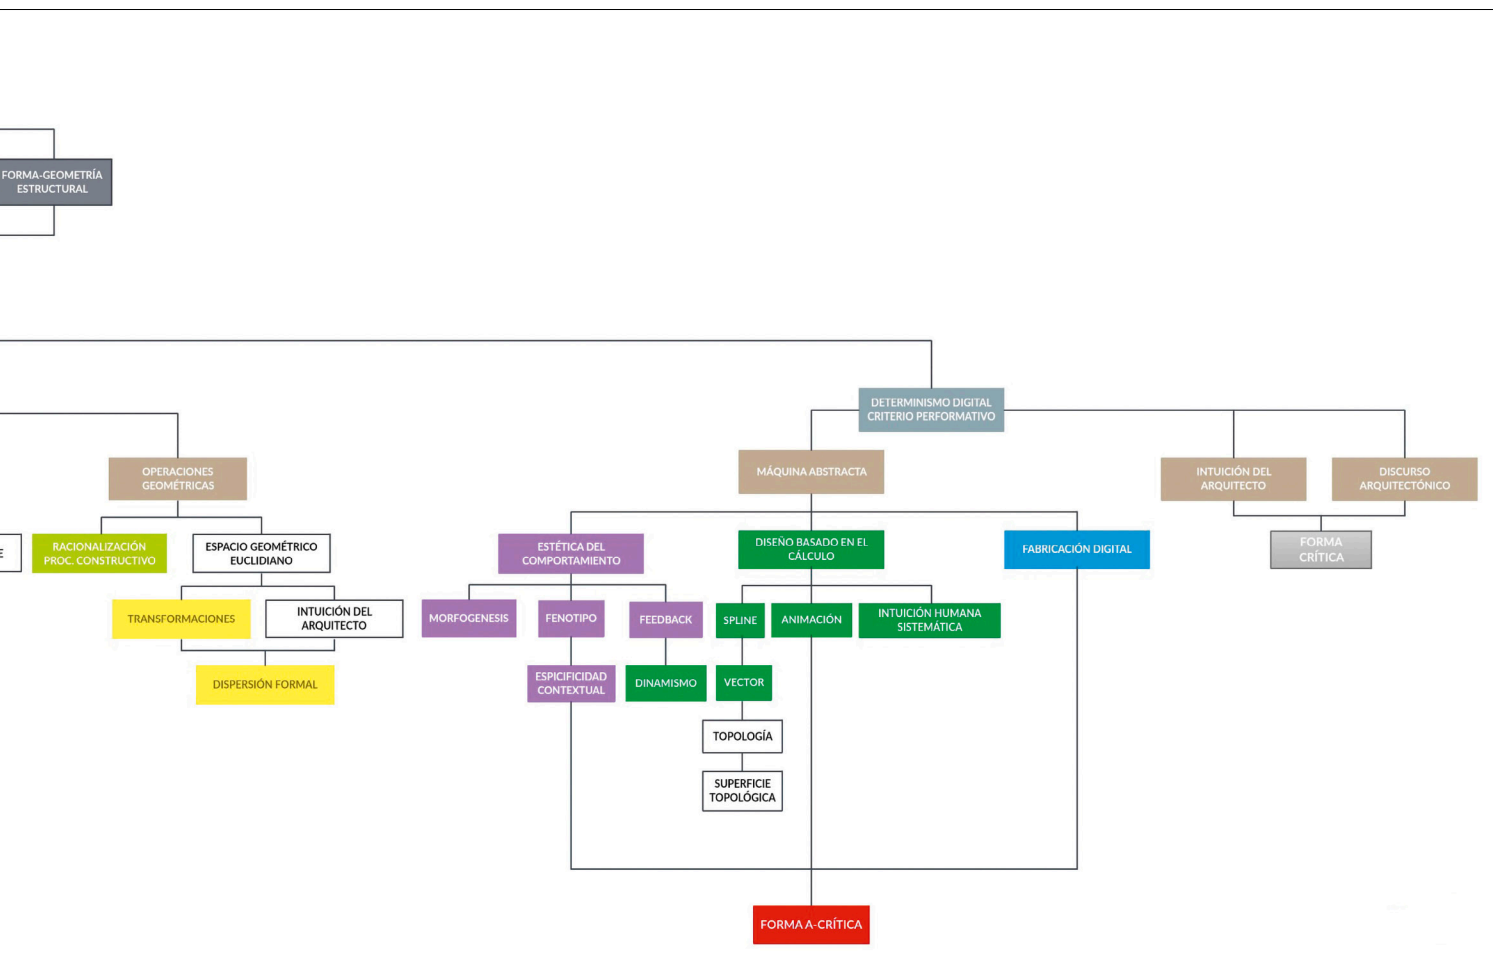 FORMA-GEOMETRÍA
ESTRUCTURAL
DETERMINISMO DIGITAL
CRITERIO PERFORMATIVO
OPERACIONES
GEOMÉTRICAS
MÁQUINA ABSTRACTA
INTUICIÓN DEL
ARQUITECTO
DISCURSO
ARQUITECTÓNICO
E
RACIONALIZACIÓN
PROC. CONSTRUCTIVO
ESPACIO GEOMÉTRICO
EUCLIDIANO
ESTÉTICA DEL
COMPORTAMIENTO
DISEÑO BASADO EN EL
CÁLCULO
FABRICACIÓN DIGITAL
FORMA
CRÍTICA
TRANSFORMACIONES
INTUICIÓN DEL
ARQUITECTO
MORFOGENESIS
FENOTIPO
FEEDBACK
SPLINE
ANIMACIÓN
INTUICIÓN HUMANA
SISTEMÁTICA
DISPERSIÓN FORMAL
ESPICIFICIDAD
CONTEXTUAL
DINAMISMO
VECTOR
TOPOLOGÍA
SUPERFICIE
TOPOLÓGICA
FORMA A-CRÍTICA